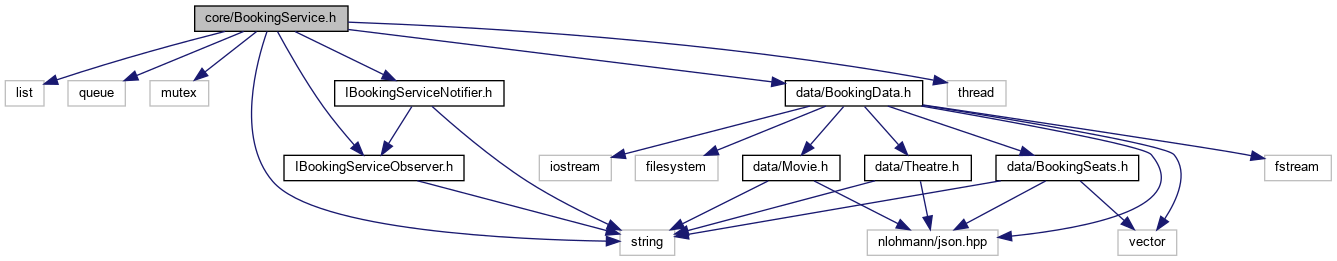 core/BookingService.h
list
queue
mutex
IBookingServiceNotifier.h
data/BookingData.h
thread
IBookingServiceObserver.h
iostream
filesystem
data/Movie.h
data/Theatre.h
data/BookingSeats.h
fstream
string
nlohmann/json.hpp
vector